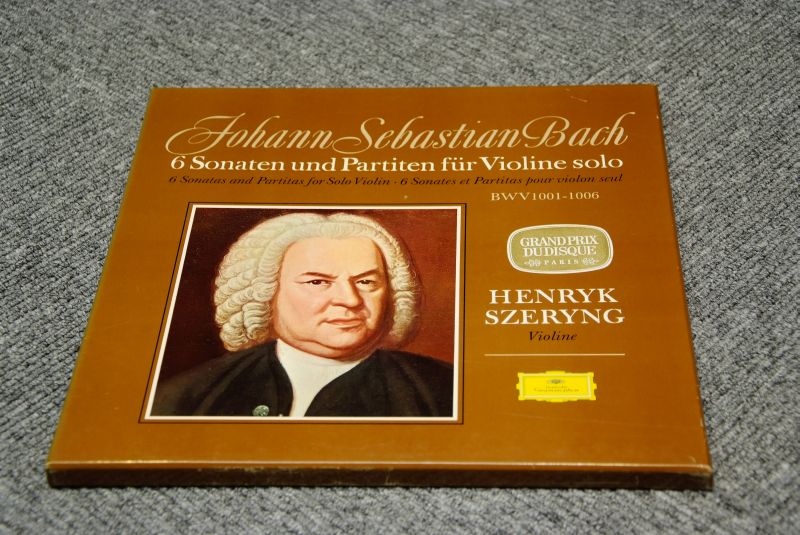 Johann Sebastian Bach
6 Sonaten und Partiten für Violine solo
6 Sonatas and Partitas for Solo Violin · 6 Sonates et Partitas pour violon seul
BWV 1001-1006
GRAND PRIX
DU DISQUE
PARIS
HENRYK
SZERYNG
Violine